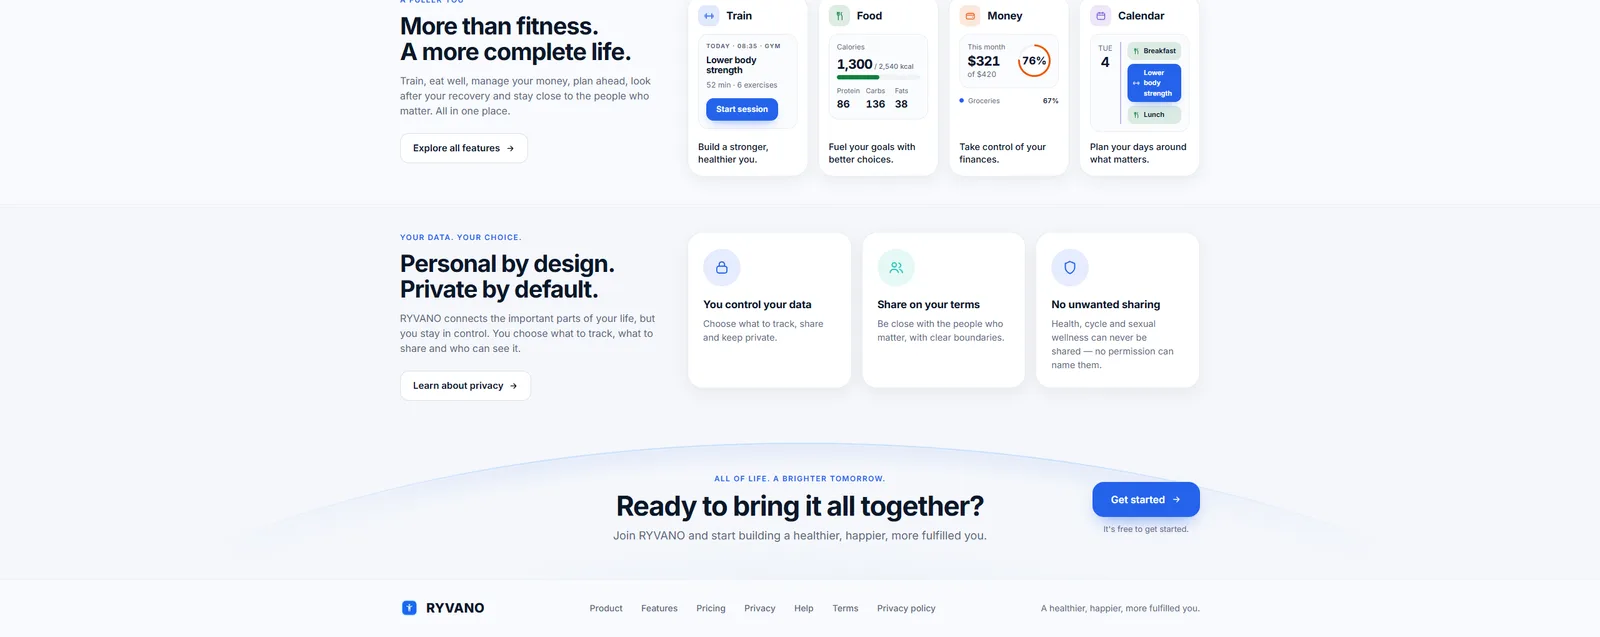 A FULLER YOU
More than fitness.
A more complete life.
Train, eat well, manage your money, plan ahead, look
after your recovery and stay close to the people who
matter. All in one place.
Explore all features →
Train
TODAY · 08:35 · GYM
Lower body
strength
52 min · 6 exercises
Start session
Build a stronger,
healthier you.
Food
Calories
1,300 / 2,540 kcal
Protein Carbs Fats
86 136 38
Fuel your goals with
better choices.
Money
This month
$321
of $420
76%
Groceries 67%
Take control of your
finances.
Calendar
TUE
4
Breakfast
Lower
body
strength
Lunch
Plan your days around
what matters.
YOUR DATA. YOUR CHOICE.
Personal by design.
Private by default.
RYVANO connects the important parts of your life, but
you stay in control. You choose what to track, what to
share and who can see it.
Learn about privacy →
You control your data
Choose what to track, share
and keep private.
Share on your terms
Be close with the people who
matter, with clear boundaries.
No unwanted sharing
Health, cycle and sexual
wellness can never be
shared — no permission can
name them.
ALL OF LIFE. A BRIGHTER TOMORROW.
Ready to bring it all together?
Join RYVANO and start building a healthier, happier, more fulfilled you.
Get started →
It's free to get started.
RYVANO
Product Features Pricing Privacy Help Terms Privacy policy
A healthier, happier, more fulfilled you.